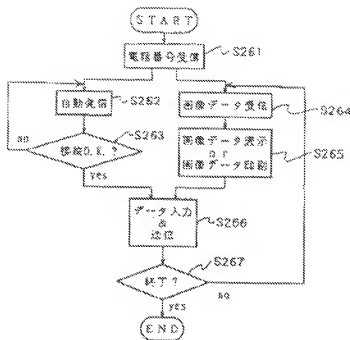 START
電話番号受信
S261
自動発信
S262
画像データ受信
S264
接続O.K.?
S263
no
yes
画像データ表示
or
画像データ印刷
S265
データ入力
&
送信
S266
終了?
S267
no
yes
END